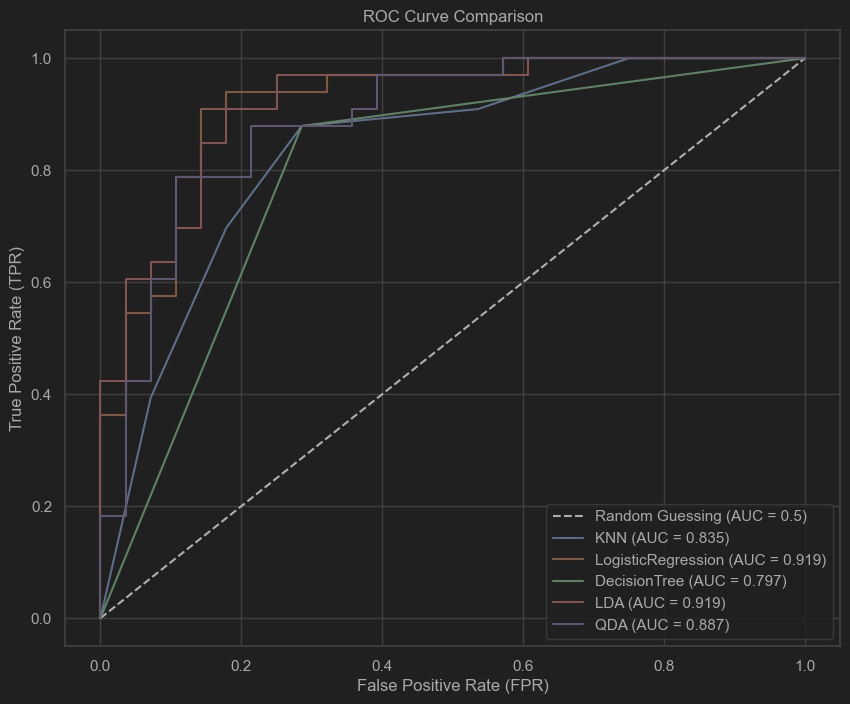 ROC Curve Comparison
True Positive Rate (TPR)
1.0
0.8
0.6
0.4
0.2
0.0
Random Guessing (AUC = 0.5)
KNN (AUC = 0.835)
LogisticRegression (AUC = 0.919)
DecisionTree (AUC = 0.797)
LDA (AUC = 0.919)
QDA (AUC = 0.887)
0.0 0.2 0.4 0.6 0.8 1.0
False Positive Rate (FPR)